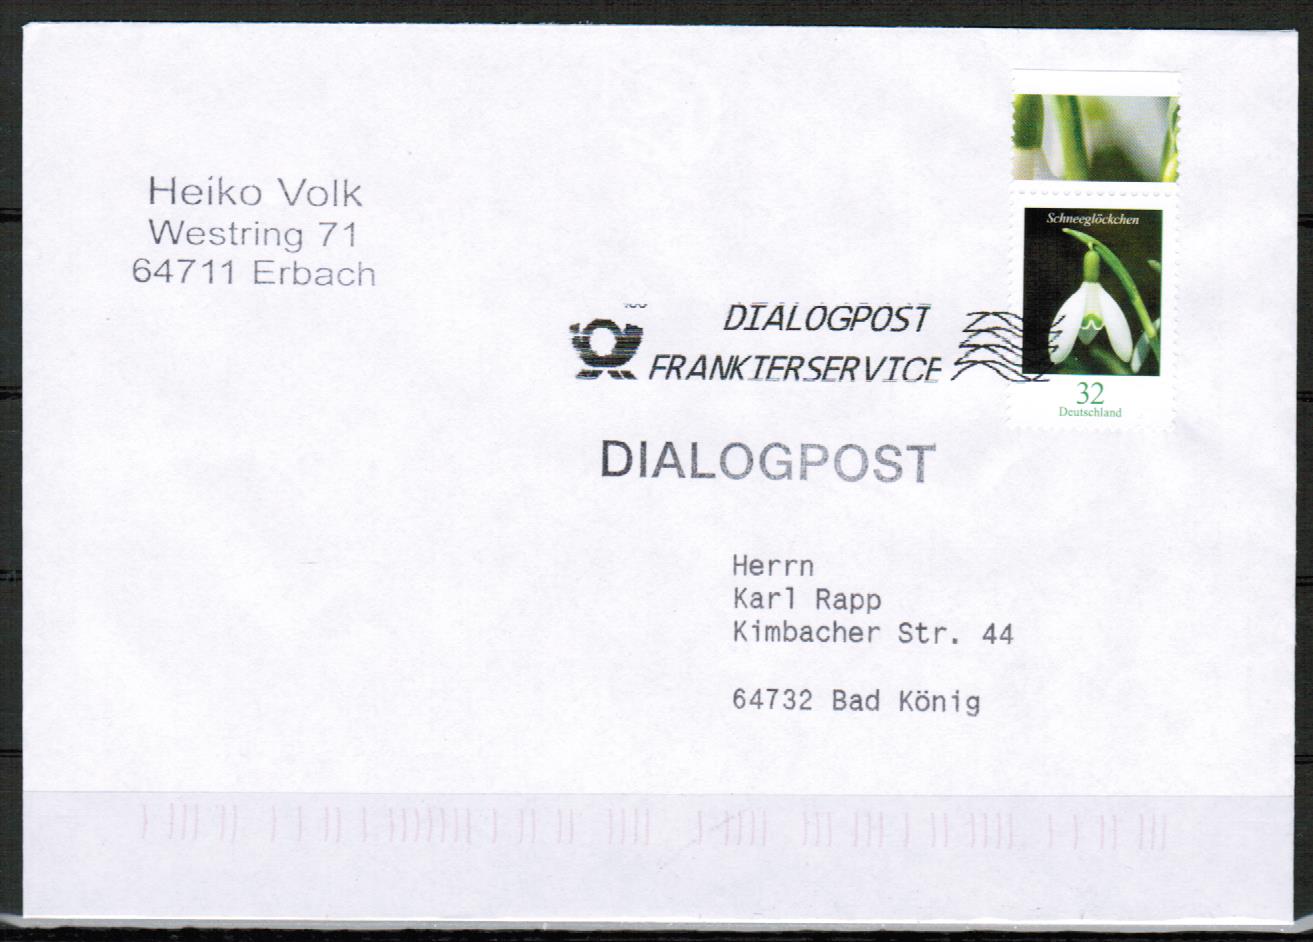 Heiko Volk
Westring 71
64711 Erbach
Schneeglöckchen
32
Deutschland
DIALOGPOST
FRANKIERSERVICE
DIALOGPOST
Herrn
Karl Rapp
Kimbacher Str. 44
64732 Bad König